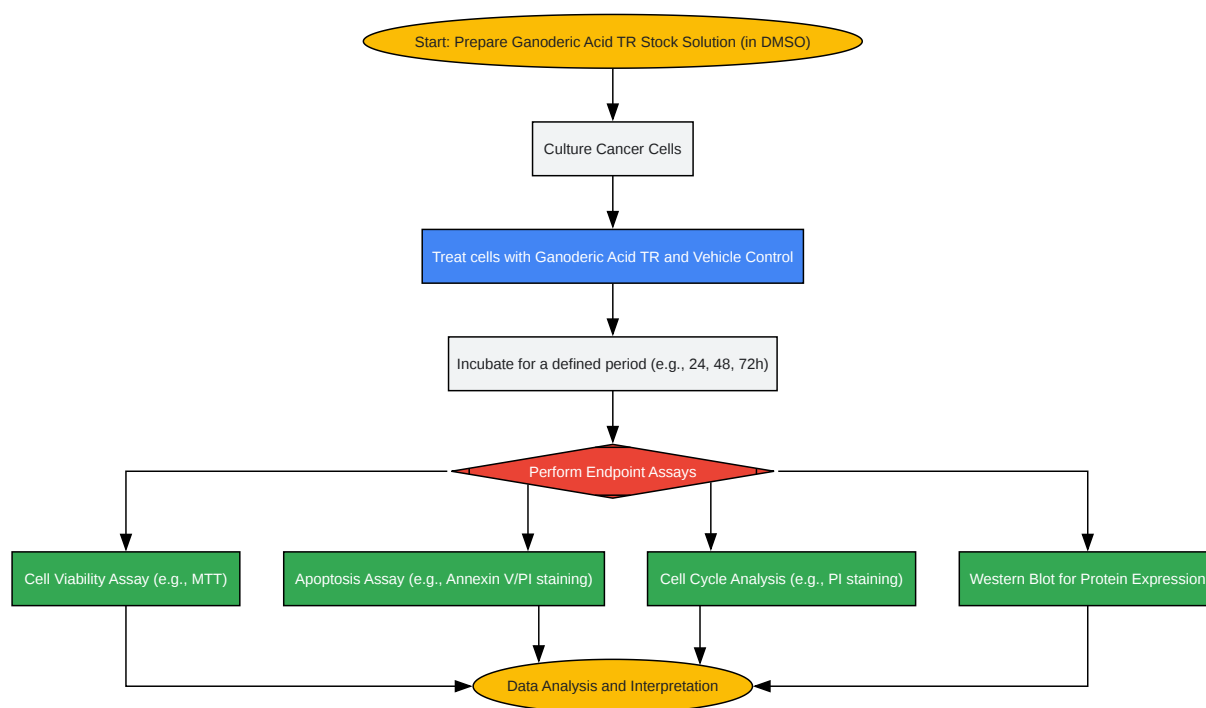 Start: Prepare Ganoderic Acid TR Stock Solution (in DMSO)
Culture Cancer Cells
Treat cells with Ganoderic Acid TR and Vehicle Control
Incubate for a defined period (e.g., 24, 48, 72h)
Perform Endpoint Assays
Cell Viability Assay (e.g., MTT)
Apoptosis Assay (e.g., Annexin V/PI staining)
Cell Cycle Analysis (e.g., PI staining)
Western Blot for Protein Expression
Data Analysis and Interpretation